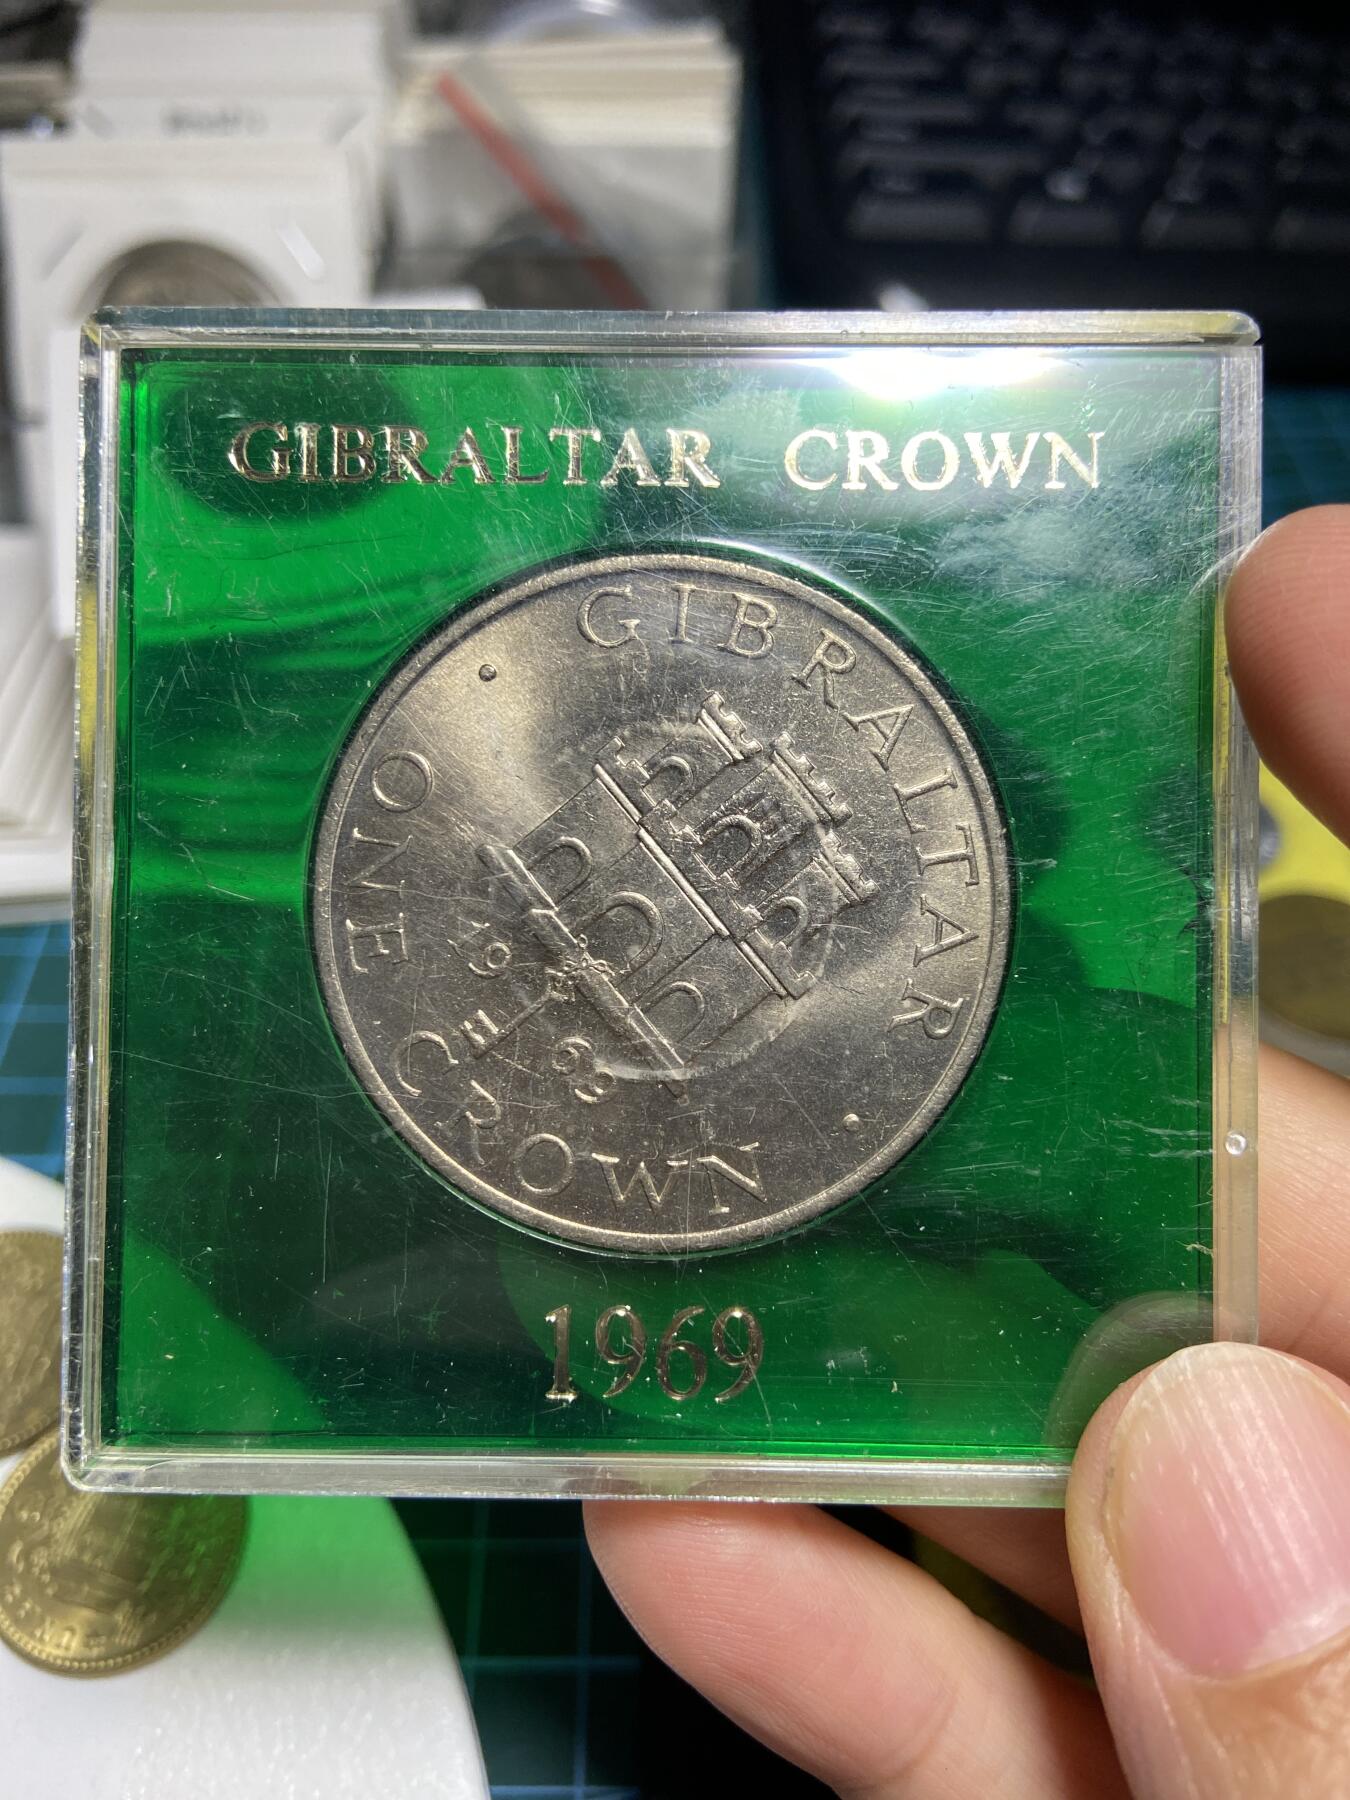 GIBRALTAR CROWN
· GIBRALTAR ·
ONE CROWN
19 69
1969